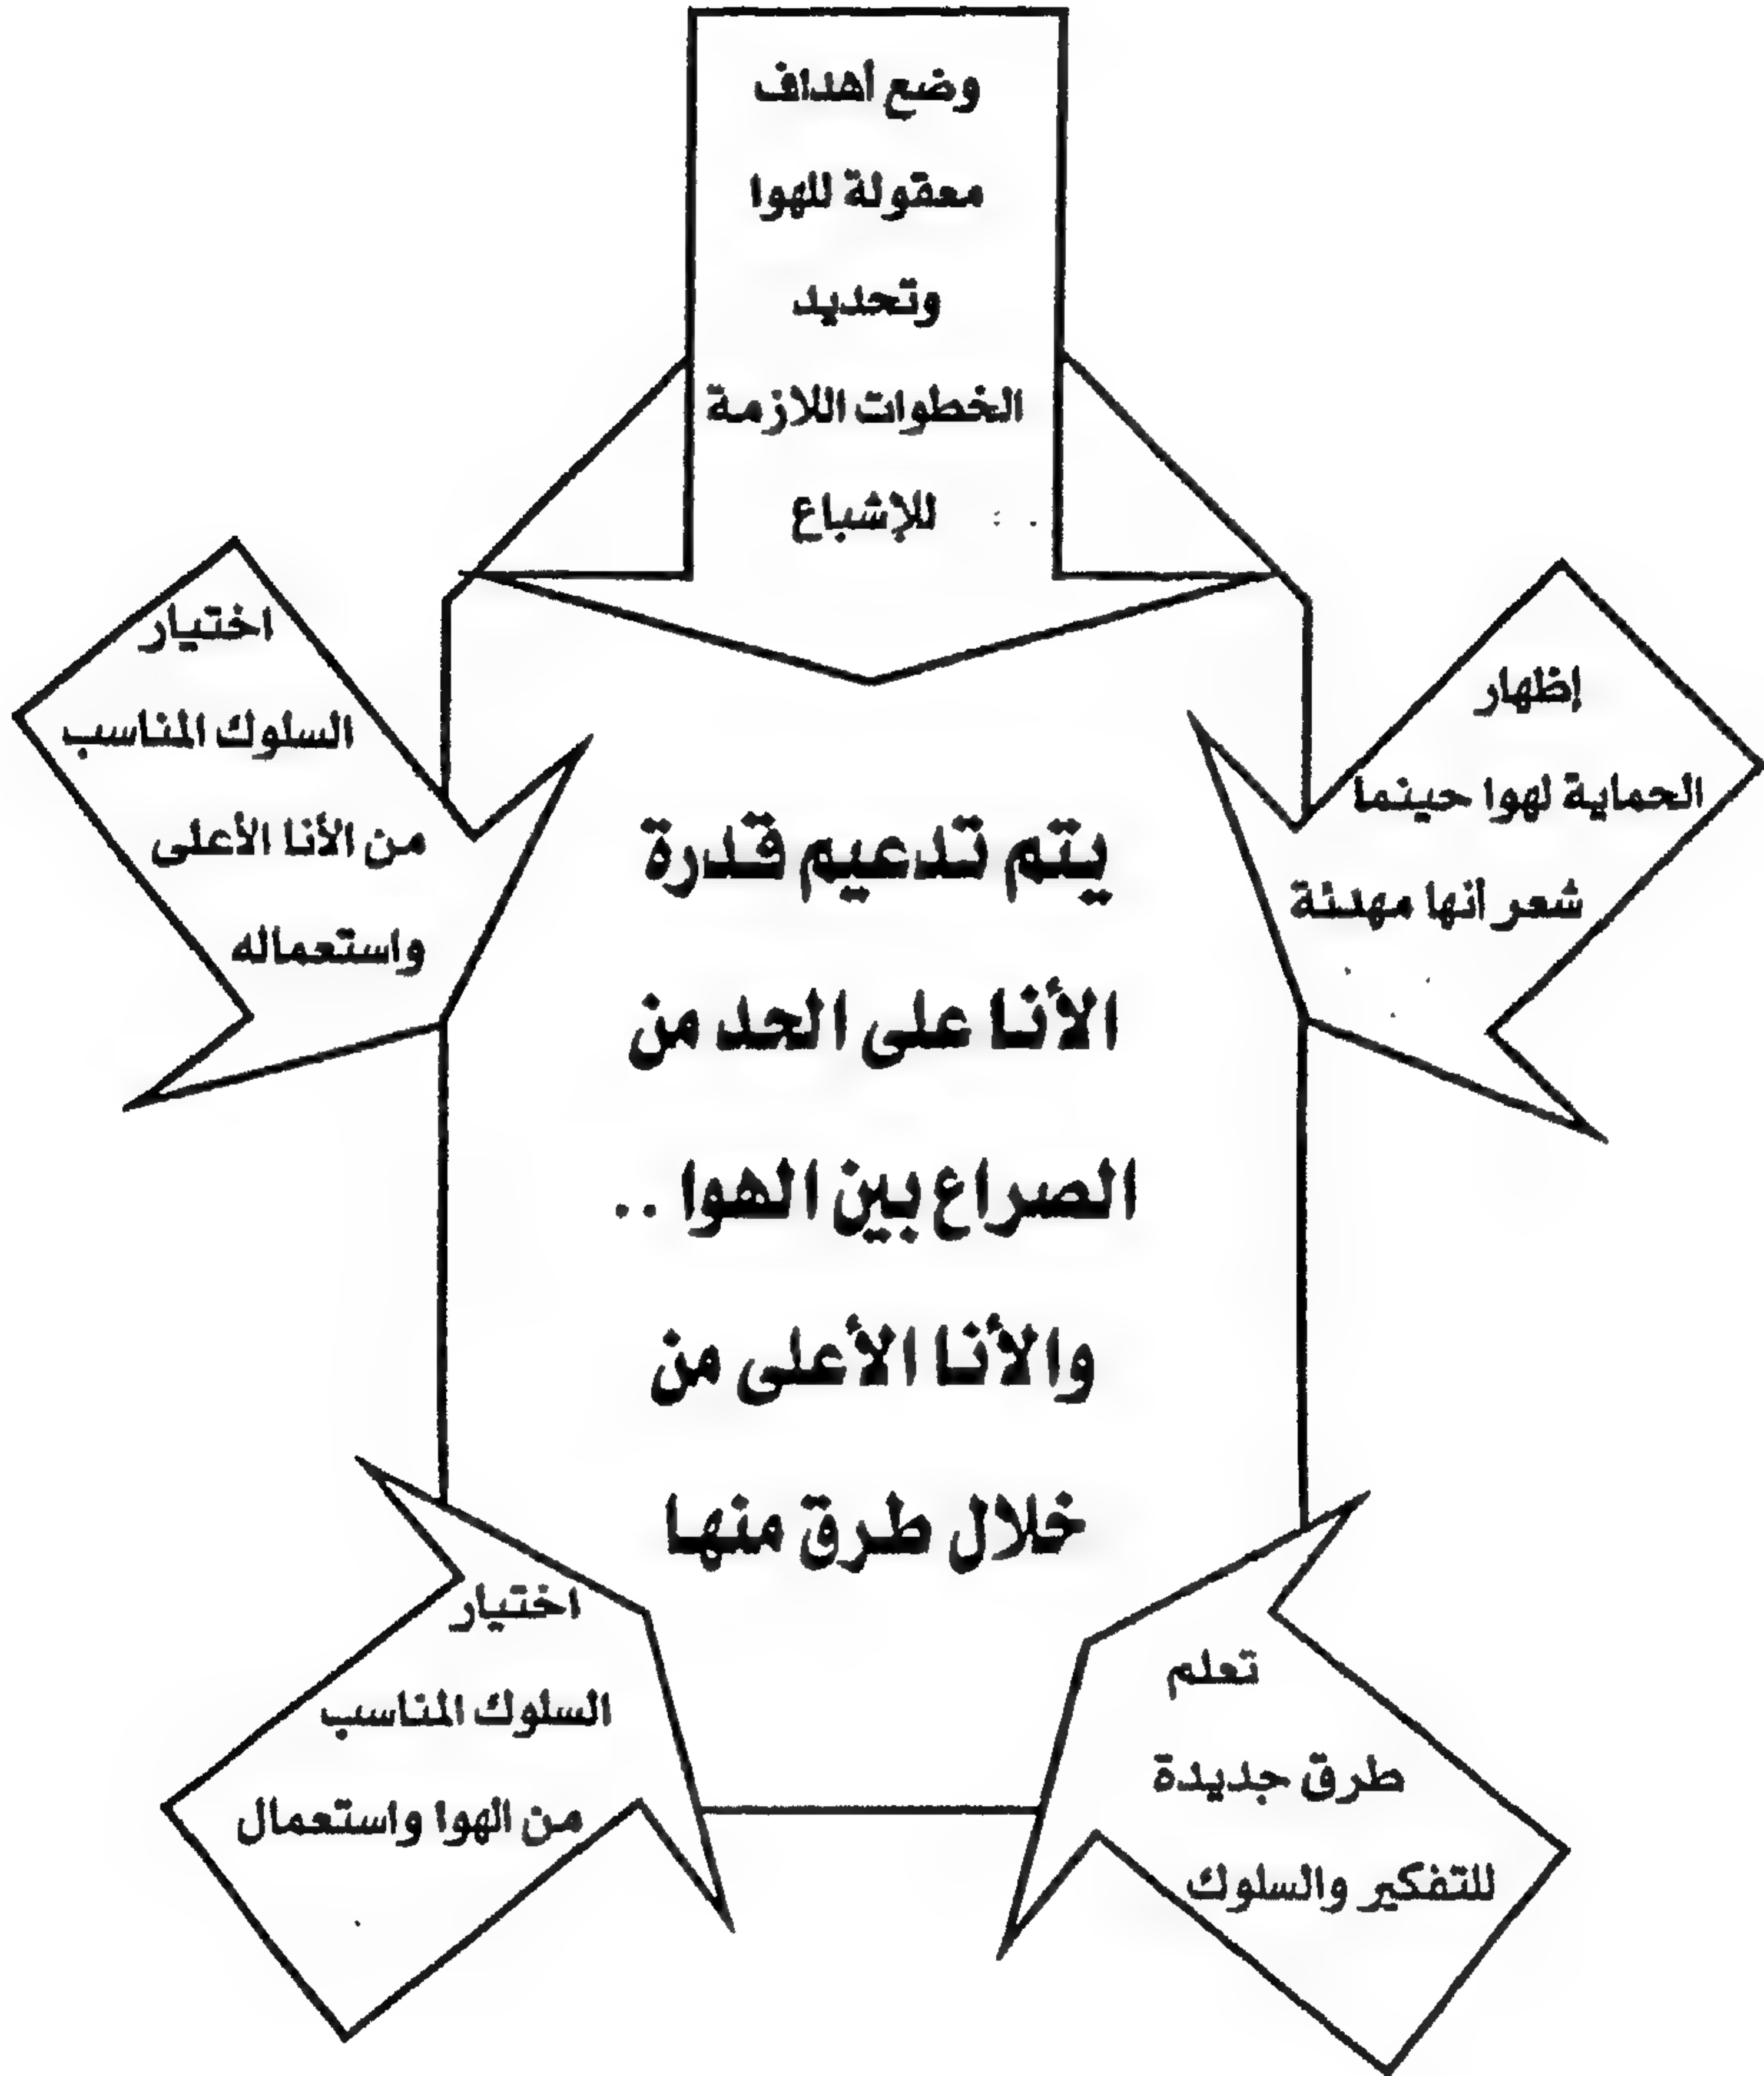 وضع أهداف
معقولة للهوا
وتحديد
الخطوات اللازمة
للإشباع
إظهار
الحماية لهوا حينما
شعر أنها مهدئة
اختيار
السلوك المناسب
من الأنا الأعلى
واستعماله
يتم تدعيم قدرة
الأنا على الحد من
الصراع بين الهوا ..
والأنا الأعلى من
خلال طرق منها
تعلم
طرق جديدة
للتفكير والسلوك
اختيار
السلوك المناسب
من الهوا واستعمال